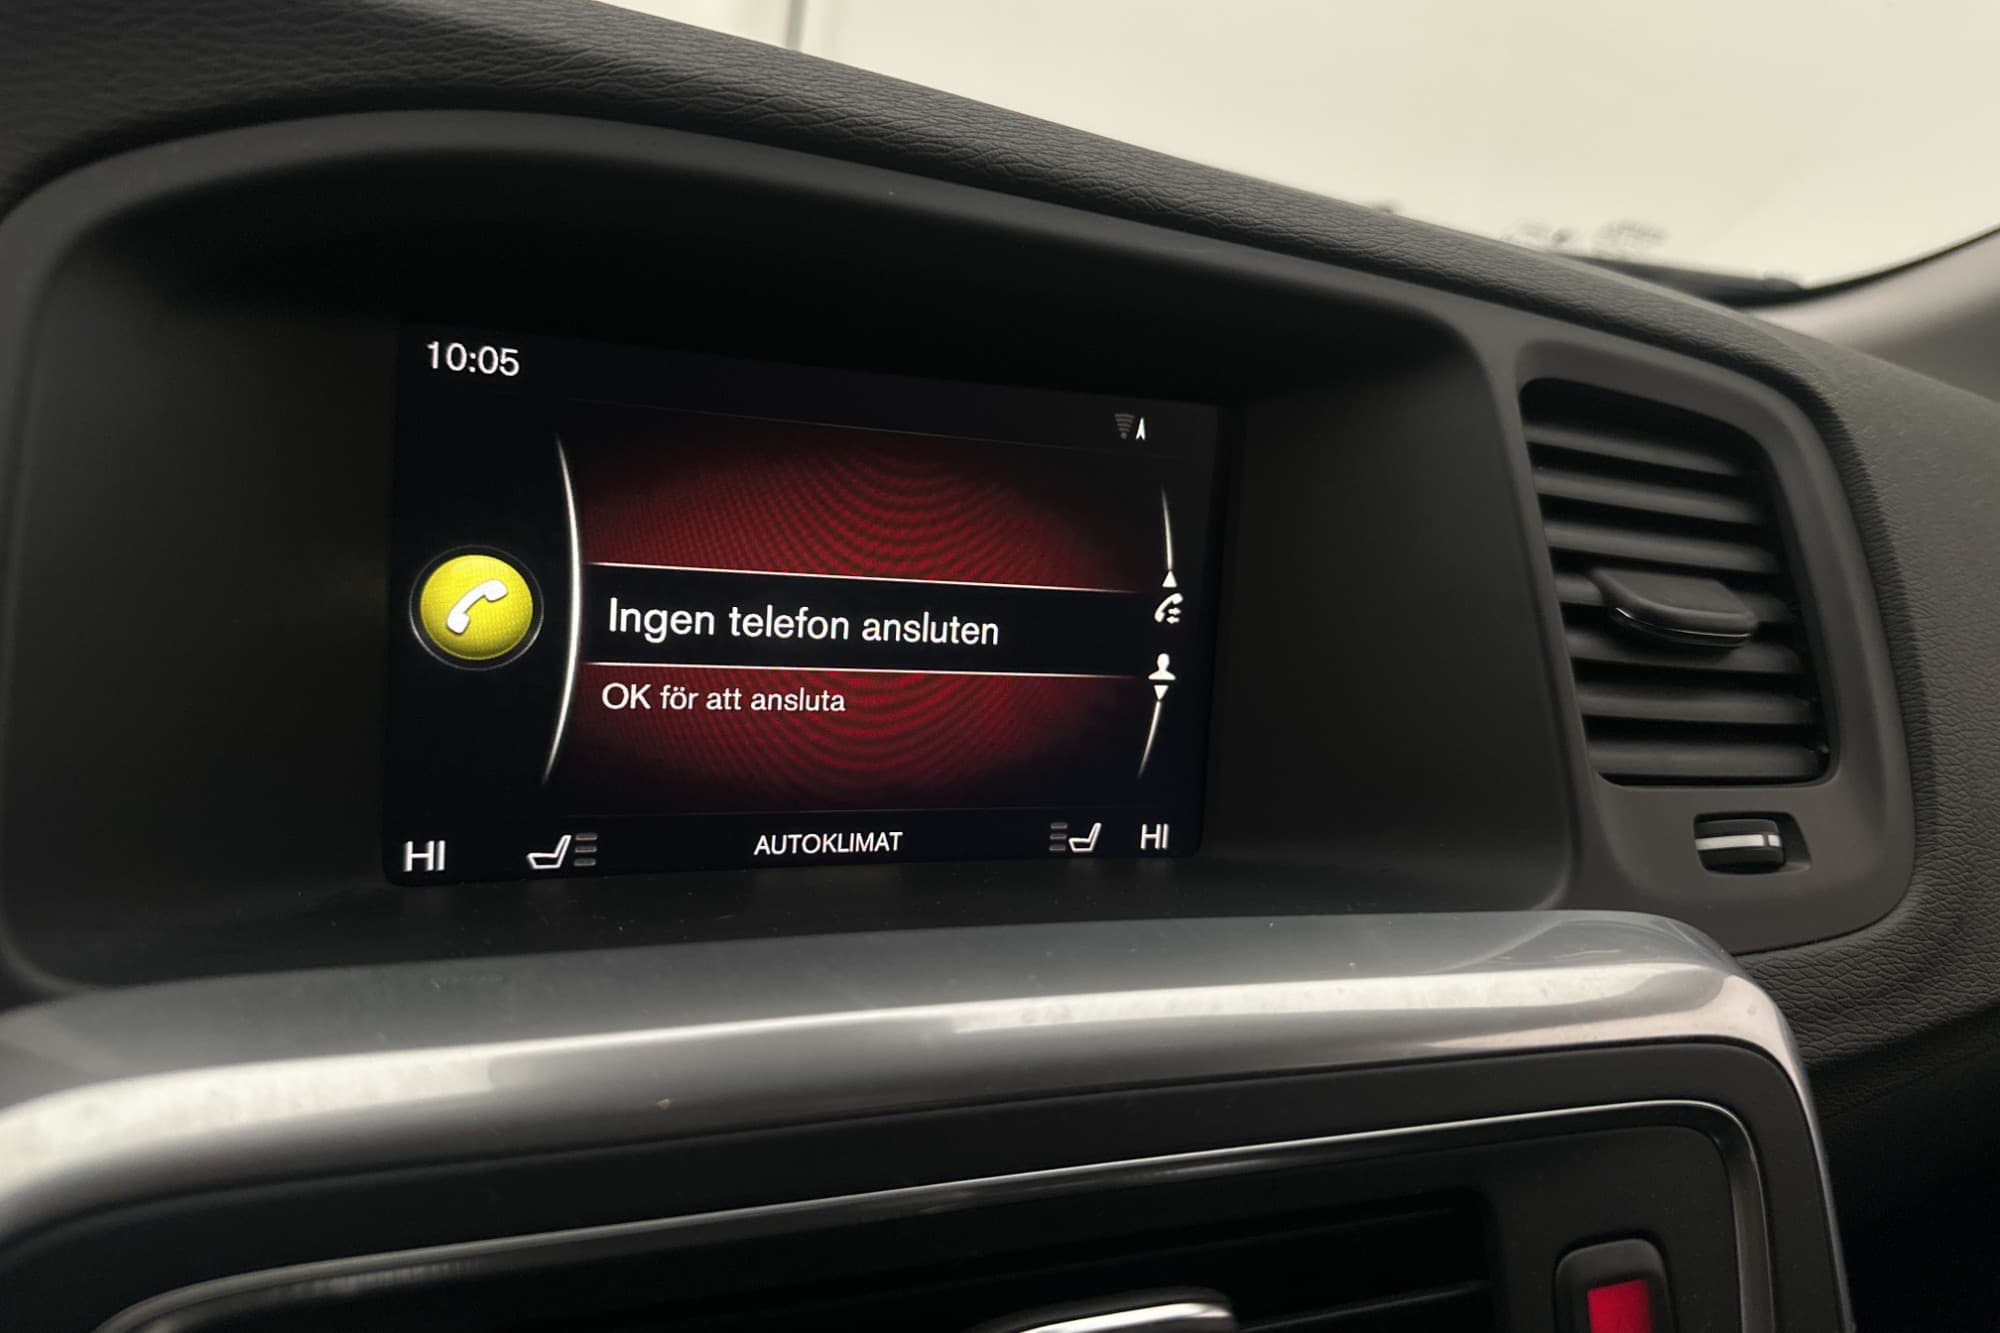 10:05
Ingen telefon ansluten
OK för att ansluta
HI AUTOKLIMAT HI